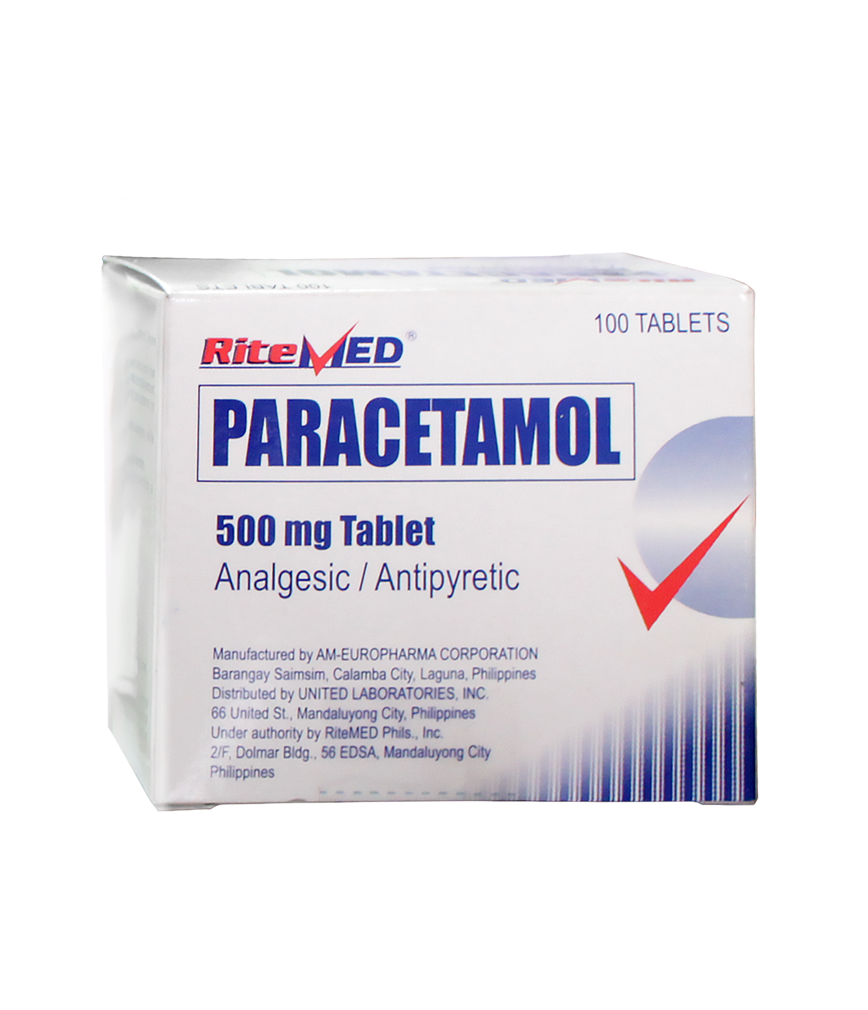 100 TABLETS
RiteMED®
PARACETAMOL
500 mg Tablet
Analgesic / Antipyretic
Manufactured by AM-EUROPHARMA CORPORATION
Barangay Saimsim, Calamba City, Laguna, Philippines
Distributed by UNITED LABORATORIES, INC.
66 United St., Mandaluyong City, Philippines
Under authority by RiteMED Phils., Inc.
2/F, Dolmar Bldg., 56 EDSA, Mandaluyong City
Philippines